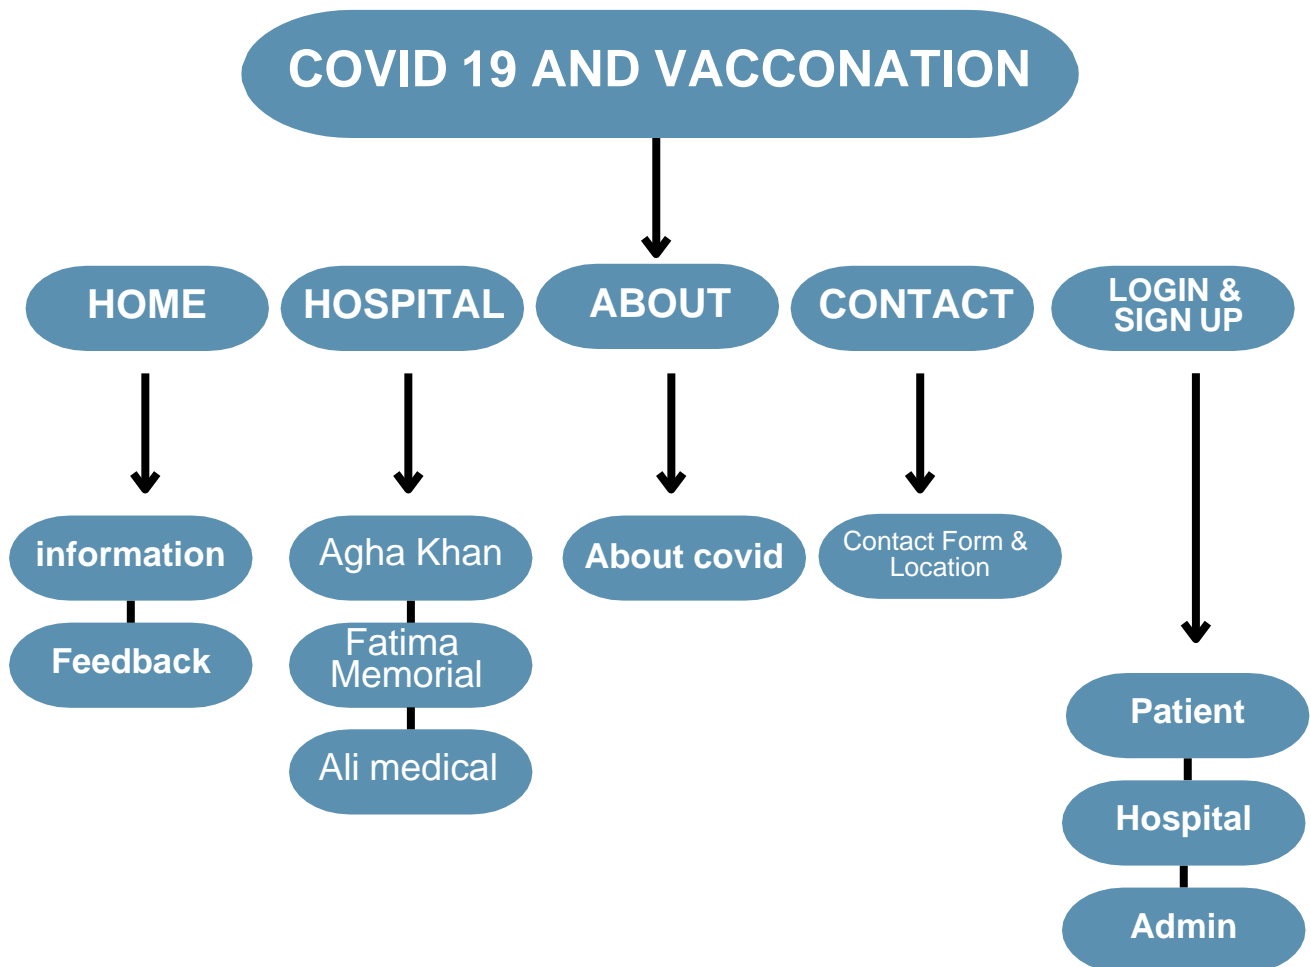 COVID 19 AND VACCONATION
HOME
HOSPITAL
ABOUT
CONTACT
LOGIN &
SIGN UP
information
Feedback
Agha Khan
Fatima
Memorial
Ali medical
About covid
Contact Form &
Location
Patient
Hospital
Admin